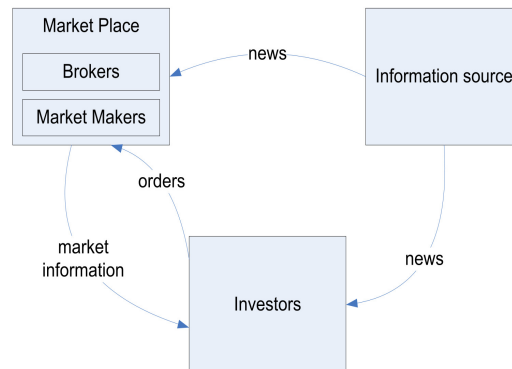 Market Place
Brokers
Market Makers
news
Information source
orders
market
information
news
Investors